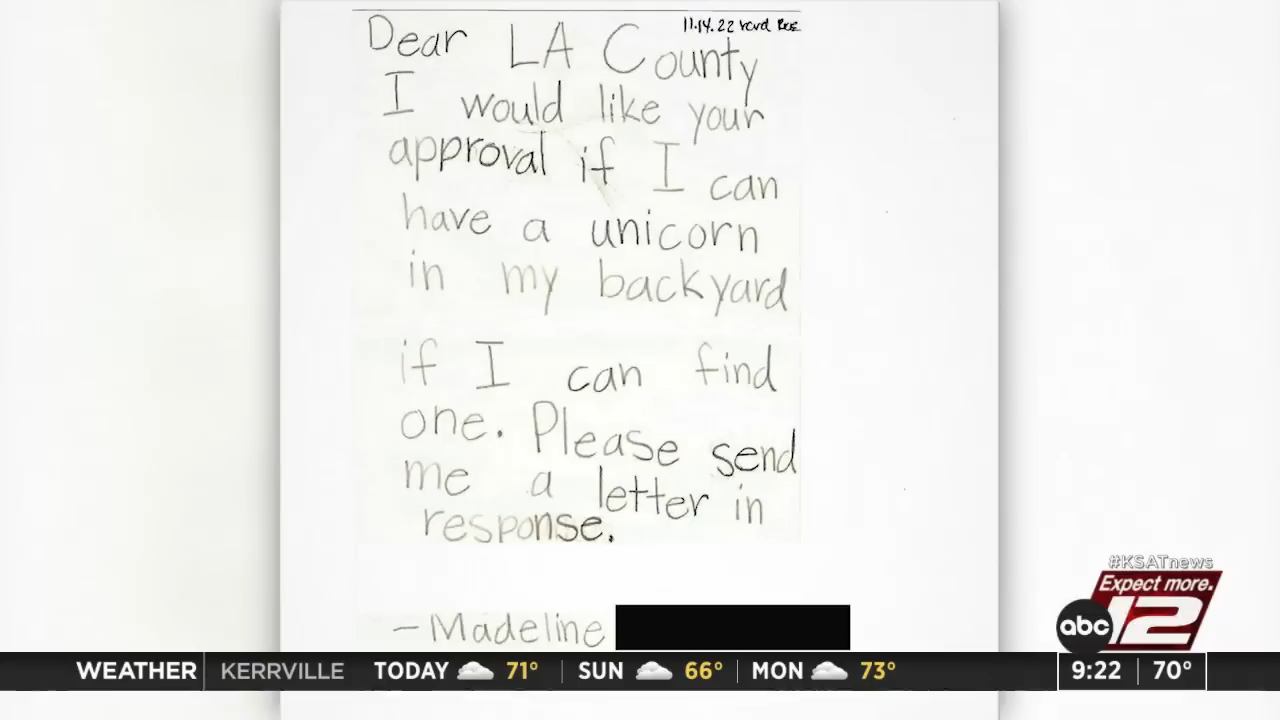 11.14.22 rcvd Bce
Dear LA County
I would like your
approval if I can
have a unicorn
in my backyard
if I can find
one. Please send
me a letter in
response.
– Madeline
#KSATnews
Expect more.
abc 12
WEATHER KERRVILLE TODAY 71° SUN 66° MON 73° 9:22 70°